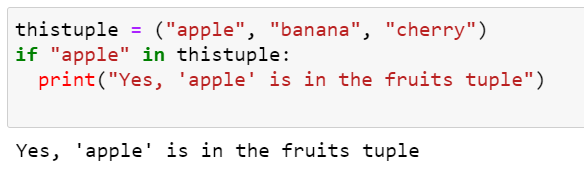 thistuple = ("apple", "banana", "cherry")
if "apple" in thistuple:
  print("Yes, 'apple' is in the fruits tuple")
Yes, 'apple' is in the fruits tuple